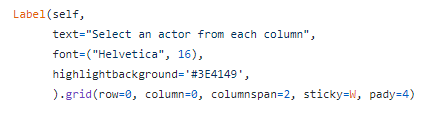 Label(self,
text="Select an actor from each column",
font=("Helvetica", 16),
highlightbackground='#3E4149',
).grid(row=0, column=0, columnspan=2, sticky=W, pady=4)